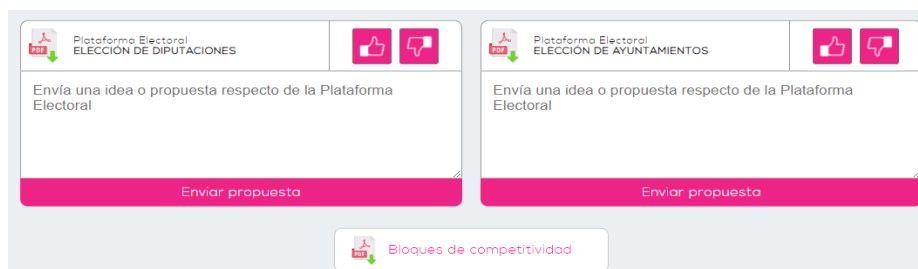 PDF
Plataforma Electoral
ELECCIÓN DE DIPUTACIONES
Envía una idea o propuesta respecto de la Plataforma
Electoral
Enviar propuesta
PDF
Plataforma Electoral
ELECCIÓN DE AYUNTAMIENTOS
Envía una idea o propuesta respecto de la Plataforma
Electoral
Enviar propuesta
PDF
Bloques de competitividad